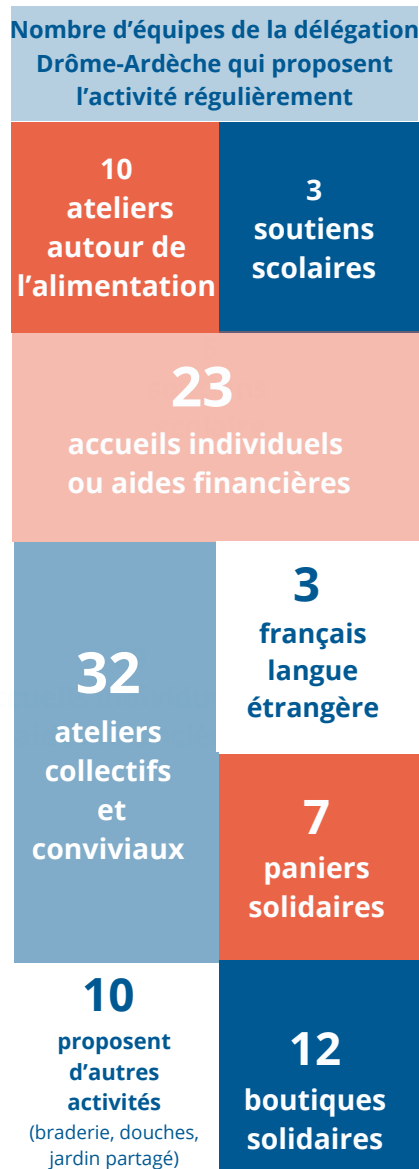 Nombre d’équipes de la délégation
Drôme-Ardèche qui proposent
l’activité régulièrement
10
ateliers
autour de
l’alimentation
3
soutiens
scolaires
23
accueils individuels
ou aides financières
32
ateliers
collectifs
et
conviviaux
3
français
langue
étrangère
7
paniers
solidaires
10
proposent
d’autres
activités
(braderie, douches,
jardin partagé)
12
boutiques
solidaires